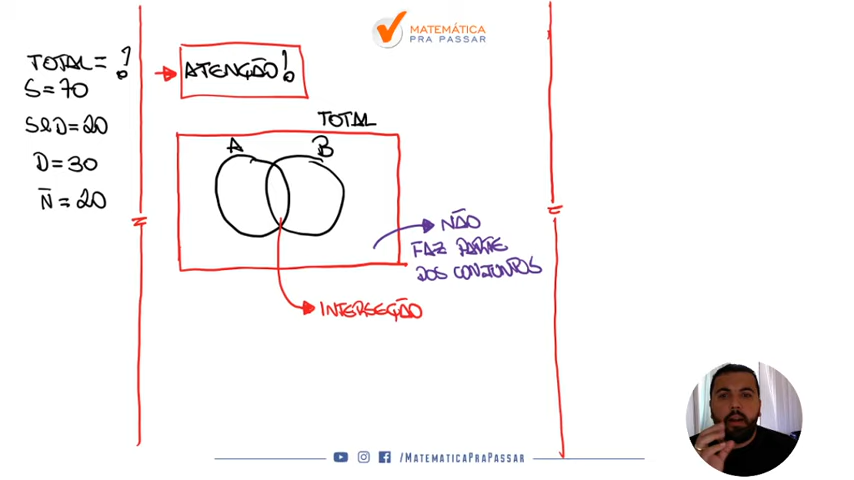 MATEMÁTICA
PRA PASSAR
TOTAL = ?
S = 70
S e D = 20
D = 30
N̄ = 20
ATENÇÃO!
TOTAL
A
B
NÃO
FAZ PARTE
DOS CONJUNTOS
INTERSEÇÃO
/MATEMATICAPRAPASSAR